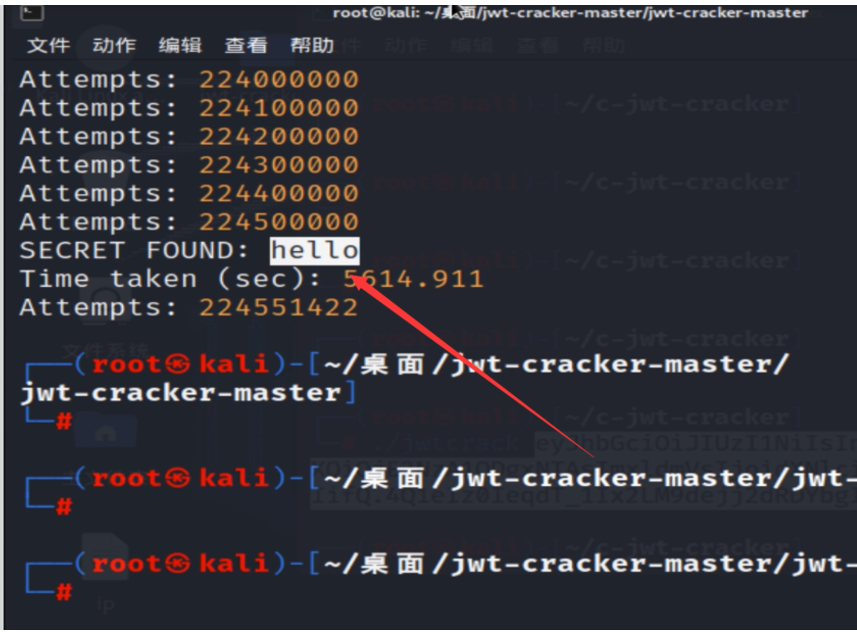 root@kali: ~/桌面/jwt-cracker-master/jwt-cracker-master
文件 动作 编辑 查看 帮助
Attempts: 224000000
Attempts: 224100000
Attempts: 224200000
Attempts: 224300000
Attempts: 224400000
Attempts: 224500000
SECRET FOUND: hello
Time taken (sec): 5614.911
Attempts: 224551422
┌──(root㉿kali)-[~/桌面/jwt-cracker-master/
jwt-cracker-master]
└─#
┌──(root㉿kali)-[~/桌面/jwt-cracker-master/jwt-
└─#
┌──(root㉿kali)-[~/桌面/jwt-cracker-master/jwt-
└─#